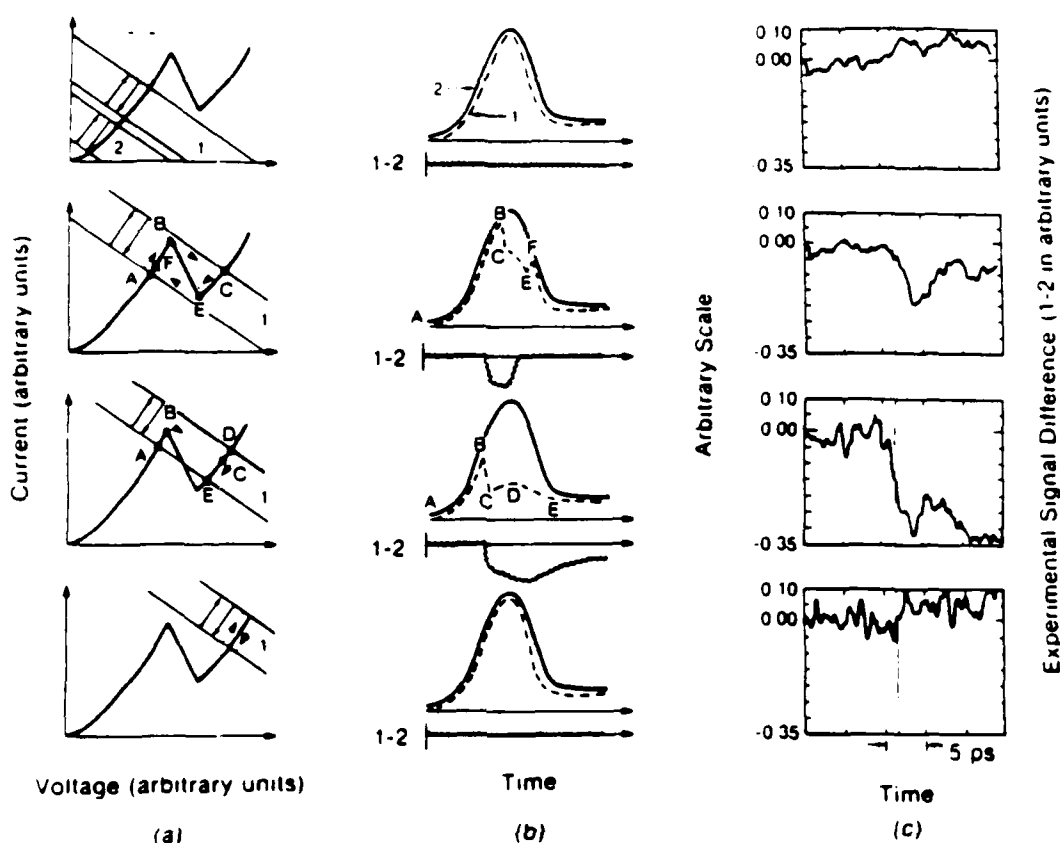 Current (arbitrary units)
2
1
B
A
F
C
E
1
B
D
A
C
E
1
1
Voltage (arbitrary units)
(a)
2
1
1-2
B
F
C
E
A
1-2
B
C
D
E
A
1-2
1-2
Time
(b)
Arbitrary Scale
0 10
0 00
-0 35
0 10
0 00
-0 35
0 10
0 00
-0.35
0 10
0 00
-0 35
5 ps
Time
(c)
Experimental Signal Difference (1-2 in arbitrary units)